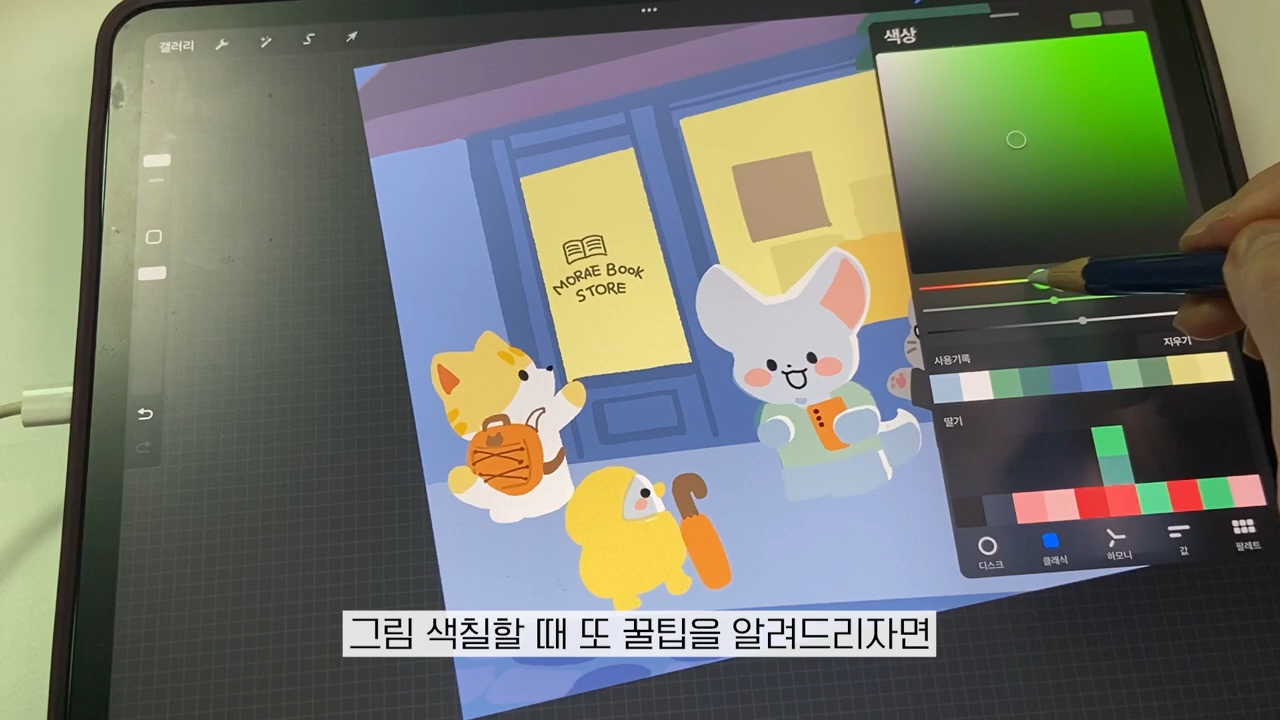 갤러리
색상
MORAE BOOK
STORE
지우기
사용기록
딸기
디스크
클래식
하모니
값
팔레트
그림 색칠할 때 또 꿀팁을 알려드리자면